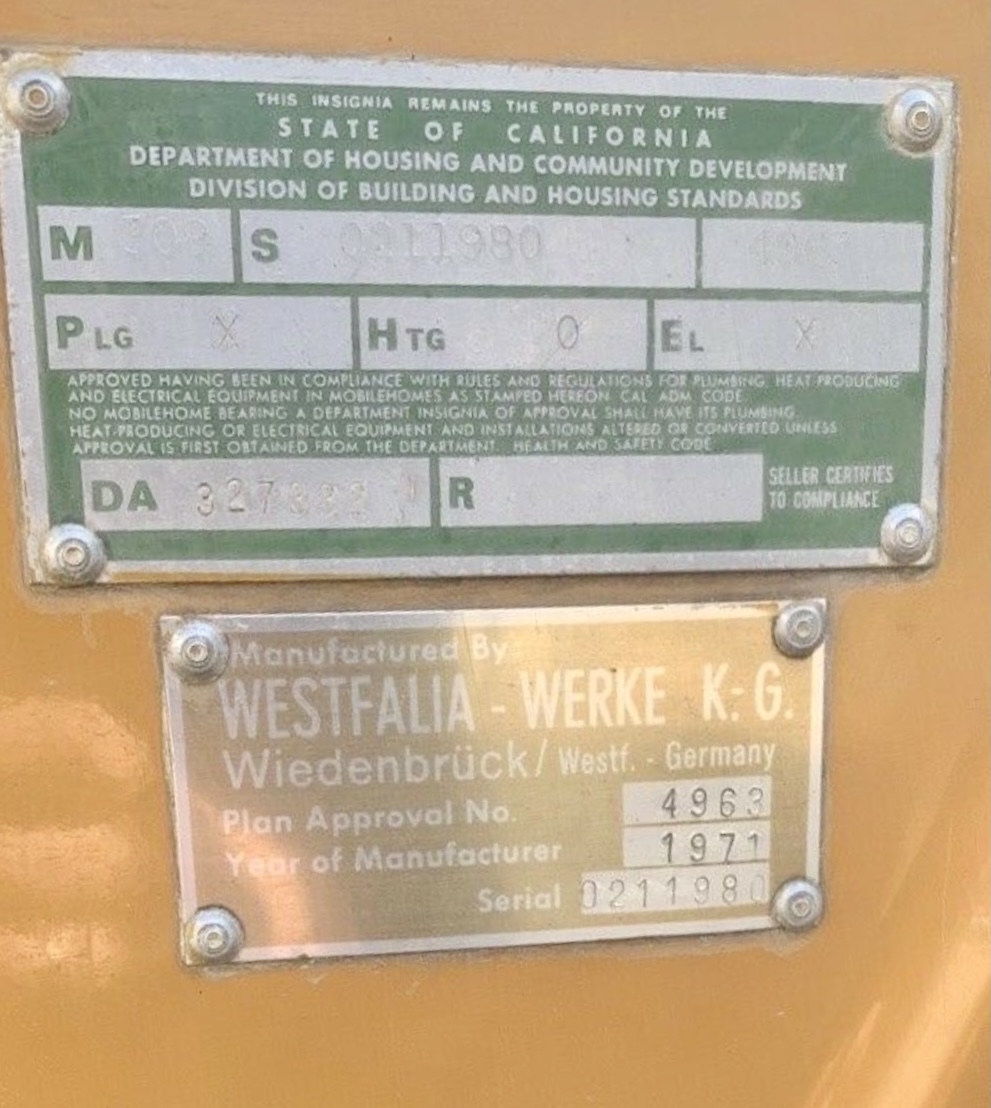 THIS INSIGNIA REMAINS THE PROPERTY OF THE
STATE OF CALIFORNIA
DEPARTMENT OF HOUSING AND COMMUNITY DEVELOPMENT
DIVISION OF BUILDING AND HOUSING STANDARDS
M S 0211980
PLG X HTG 0 EL X
APPROVED HAVING BEEN IN COMPLIANCE WITH RULES AND REGULATIONS FOR PLUMBING, HEAT PRODUCING
AND ELECTRICAL EQUIPMENT IN MOBILEHOMES AS STAMPED HEREON. CAL. ADM. CODE.
NO MOBILEHOME BEARING A DEPARTMENT INSIGNIA OF APPROVAL SHALL HAVE ITS PLUMBING,
HEAT-PRODUCING OR ELECTRICAL EQUIPMENT AND INSTALLATIONS ALTERED OR CONVERTED UNLESS
APPROVAL IS FIRST OBTAINED FROM THE DEPARTMENT. HEALTH AND SAFETY CODE
DA R SELLER CERTIFIES
TO COMPLIANCE
Manufactured By
WESTFALIA - WERKE K.-G.
Wiedenbrück/ Westf. - Germany
Plan Approval No. 4963
Year of Manufacturer 1971
Serial 0211980